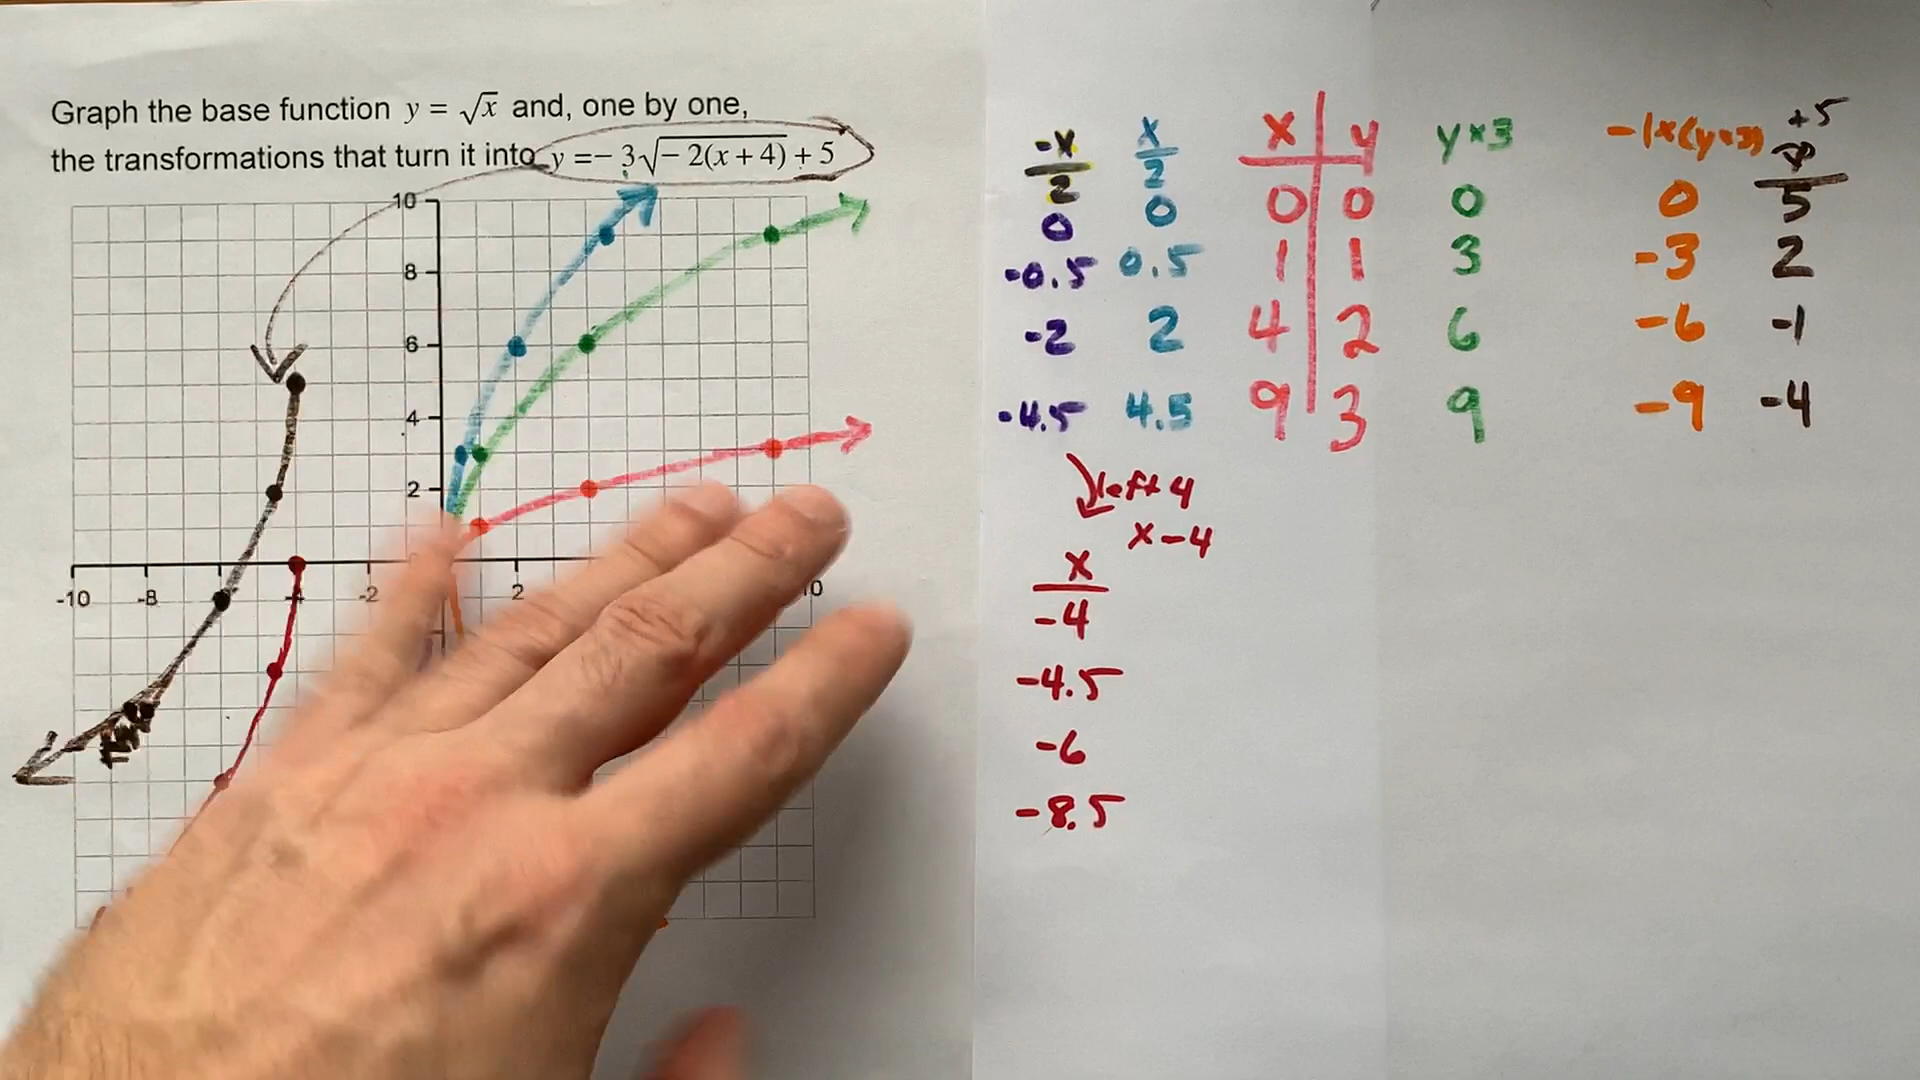 Graph the base function y = √x and, one by one,
the transformations that turn it into y = − 3√− 2(x + 4) + 5
10
8
6
4
2
-10 -8 -2 2
-x/2 x/2 x y y×3 -1×(y×3) +5
0 0 0 0 0 0 5
-0.5 0.5 1 1 3 -3 2
-2 2 4 2 6 -6 -1
-4.5 4.5 9 3 9 -9 -4
left 4
x-4
x
-4
-4.5
-6
-8.5